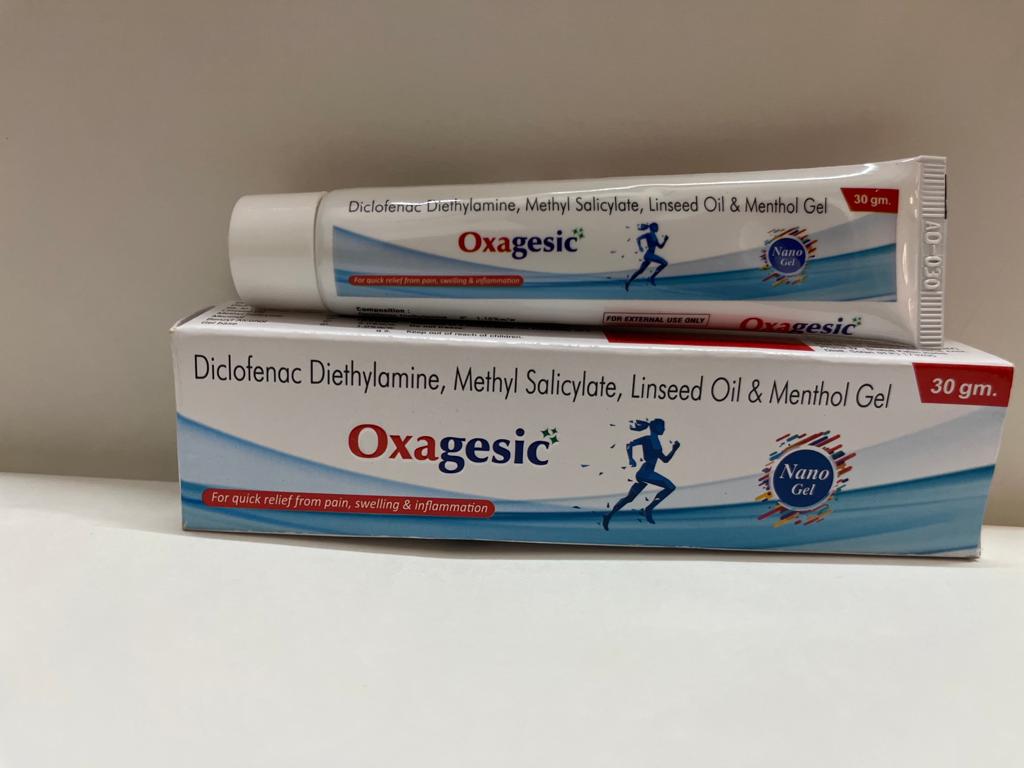 Diclofenac Diethylamine, Methyl Salicylate, Linseed Oil & Menthol Gel
30 gm.
Oxagesic
Nano
Gel
For quick relief from pain, swelling & inflammation
AO-030
Composition :
FOR EXTERNAL USE ONLY
Oxagesic
Gel base
Keep out of reach of children.
Diclofenac Diethylamine, Methyl Salicylate, Linseed Oil & Menthol Gel
30 gm.
Oxagesic
Nano
Gel
For quick relief from pain, swelling & inflammation